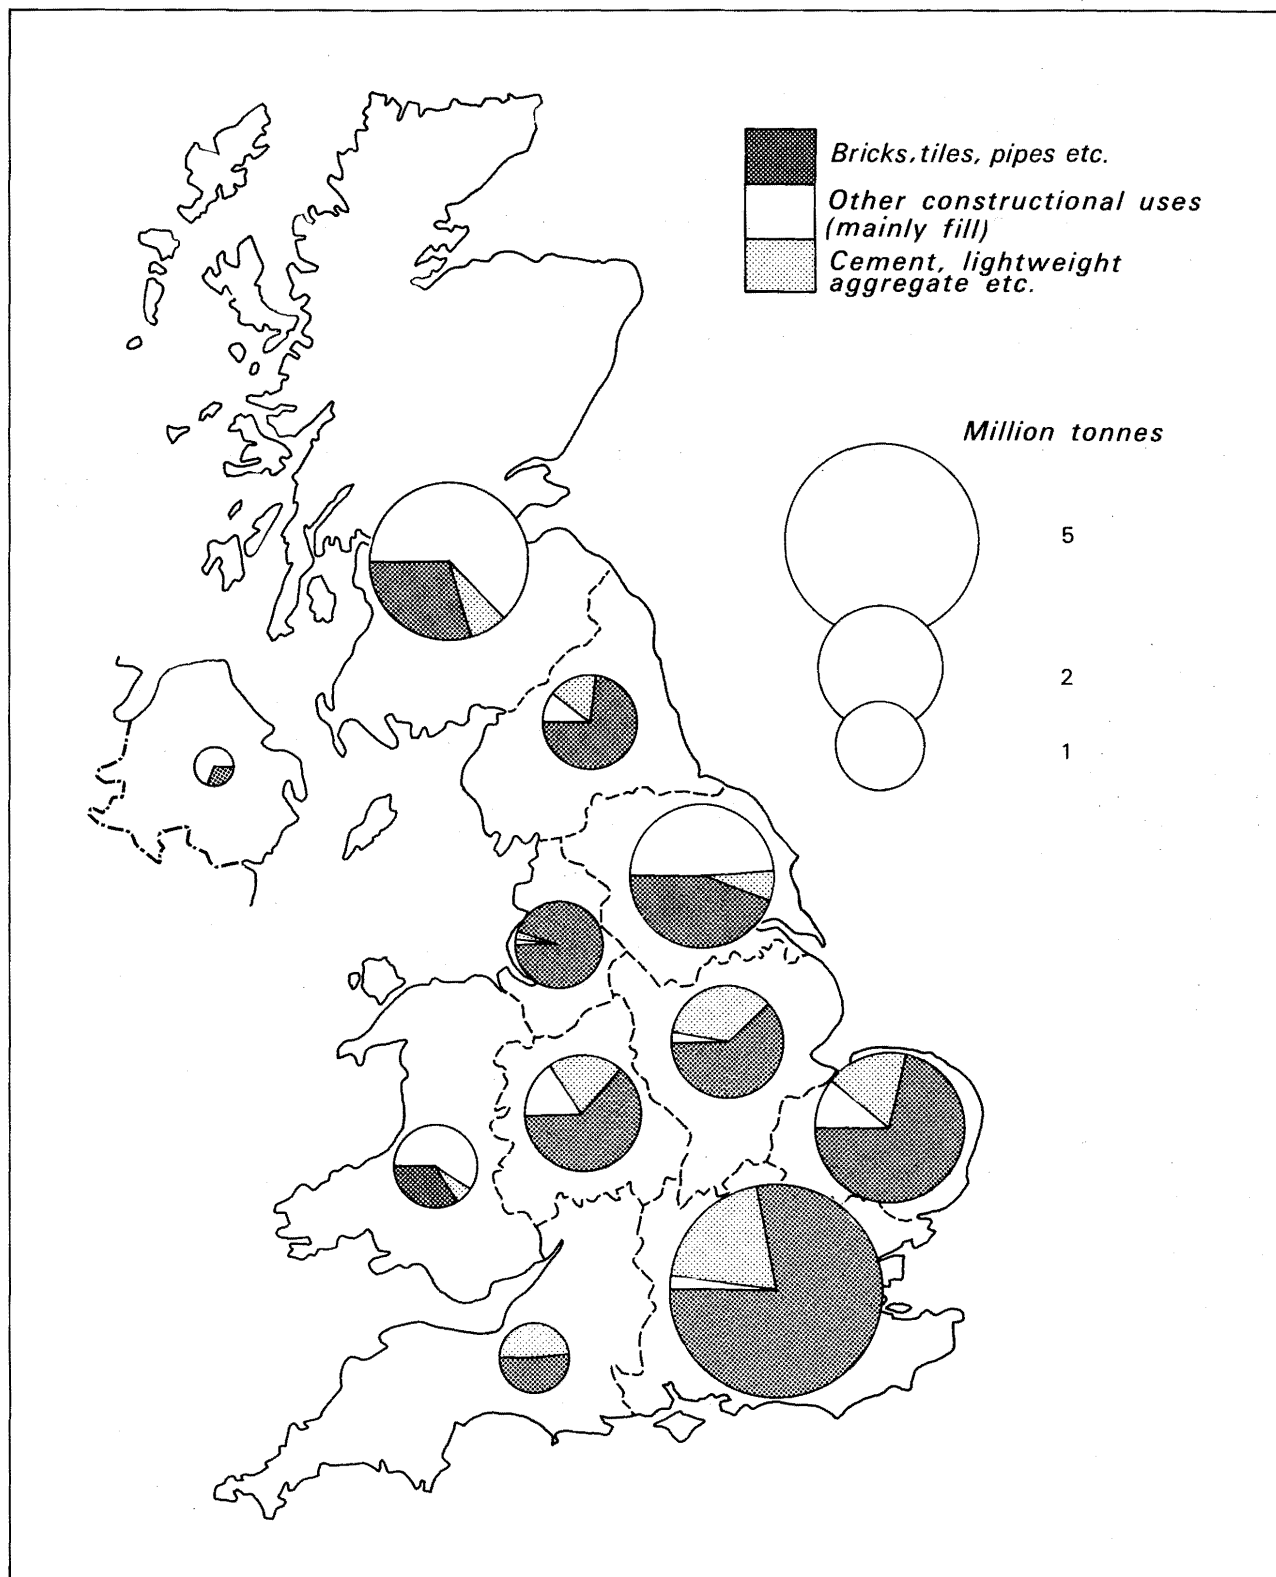 Bricks, tiles, pipes etc.
Other constructional uses
(mainly fill)
Cement, lightweight
aggregate etc.
Million tonnes
5
2
1